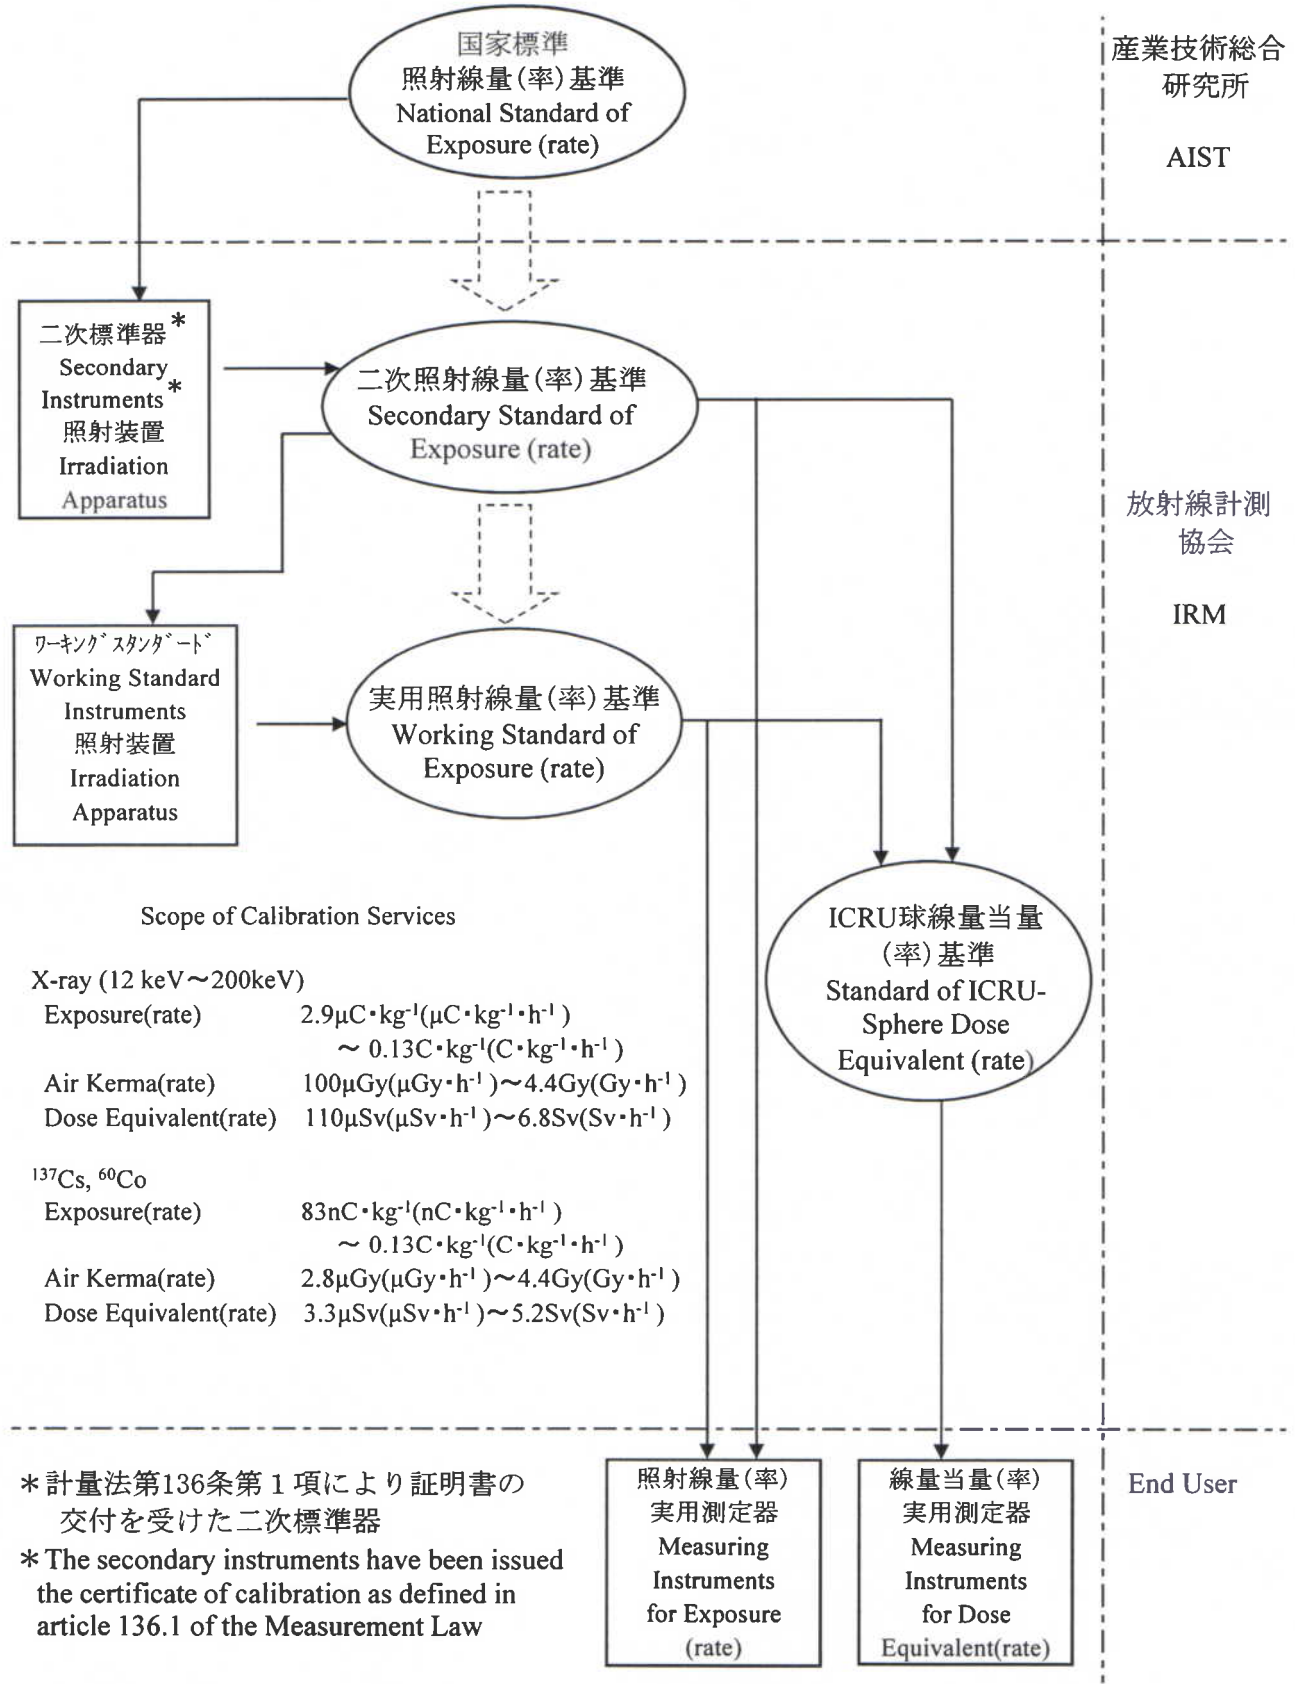 国家標準
照射線量(率)基準
National Standard of
Exposure (rate)
産業技術総合
研究所
AIST
二次標準器*
Secondary
Instruments*
照射装置
Irradiation
Apparatus
二次照射線量(率)基準
Secondary Standard of
Exposure (rate)
放射線計測
協会
IRM
ワーキングスタンダード
Working Standard
Instruments
照射装置
Irradiation
Apparatus
実用照射線量(率)基準
Working Standard of
Exposure (rate)
ICRU球線量当量
(率)基準
Standard of ICRU-
Sphere Dose
Equivalent (rate)
Scope of Calibration Services
X-ray (12 keV~200keV)
Exposure(rate) 2.9μC・kg⁻¹(μC・kg⁻¹・h⁻¹)
~ 0.13C・kg⁻¹(C・kg⁻¹・h⁻¹)
Air Kerma(rate) 100μGy(μGy・h⁻¹)~4.4Gy(Gy・h⁻¹)
Dose Equivalent(rate) 110μSv(μSv・h⁻¹)~6.8Sv(Sv・h⁻¹)
¹³⁷Cs, ⁶⁰Co
Exposure(rate) 83nC・kg⁻¹(nC・kg⁻¹・h⁻¹)
~ 0.13C・kg⁻¹(C・kg⁻¹・h⁻¹)
Air Kerma(rate) 2.8μGy(μGy・h⁻¹)~4.4Gy(Gy・h⁻¹)
Dose Equivalent(rate) 3.3μSv(μSv・h⁻¹)~5.2Sv(Sv・h⁻¹)
*計量法第136条第1項により証明書の
交付を受けた二次標準器
*The secondary instruments have been issued
the certificate of calibration as defined in
article 136.1 of the Measurement Law
照射線量(率)
実用測定器
Measuring
Instruments
for Exposure
(rate)
線量当量(率)
実用測定器
Measuring
Instruments
for Dose
Equivalent(rate)
End User